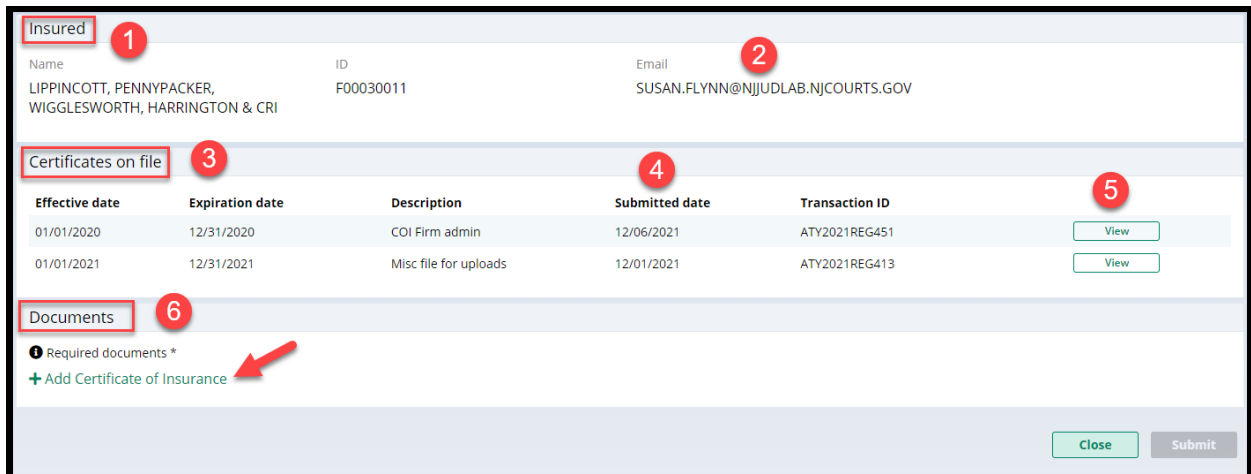 Insured
1
2
Name ID Email
LIPPINCOTT, PENNYPACKER, F00030011 SUSAN.FLYNN@NJJUDLAB.NJCOURTS.GOV
WIGGLESWORTH, HARRINGTON & CRI
Certificates on file
3
4
5
Effective date Expiration date Description Submitted date Transaction ID
01/01/2020 12/31/2020 COI Firm admin 12/06/2021 ATY2021REG451 View
01/01/2021 12/31/2021 Misc file for uploads 12/01/2021 ATY2021REG413 View
Documents
6
Required documents *
+ Add Certificate of Insurance
Close Submit